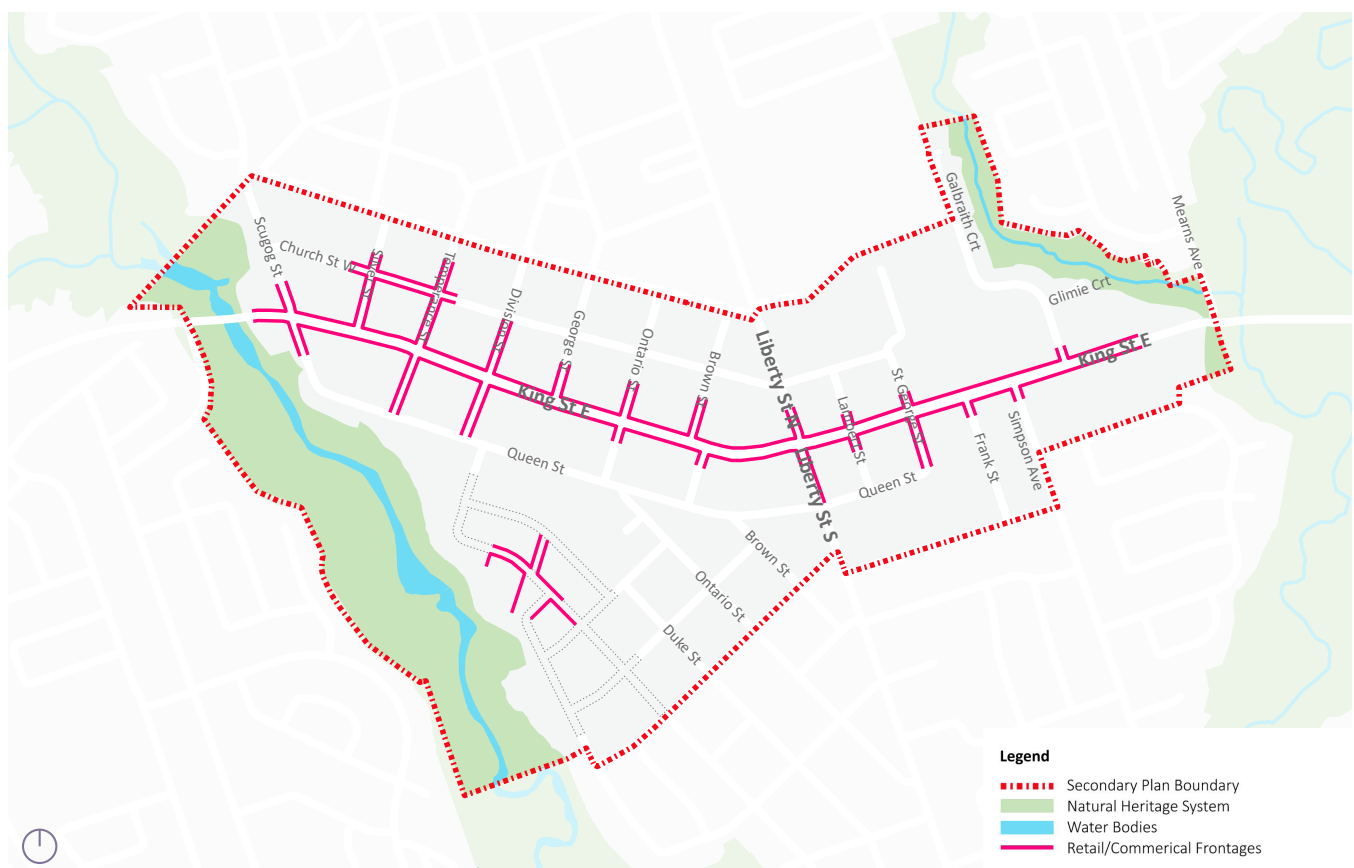 Scugog St
Church St W
Silver St
Temperance St
Division St
George St
Ontario St
Brown St
King St E
Liberty St N
Liberty St S
Lambert St
St George St
Galbraith Crt
Glimie Crt
Mearns Ave
King St E
Simpson Ave
Frank St
Queen St
Queen St
Brown St
Ontario St
Duke St
Legend
Secondary Plan Boundary
Natural Heritage System
Water Bodies
Retail/Commerical Frontages